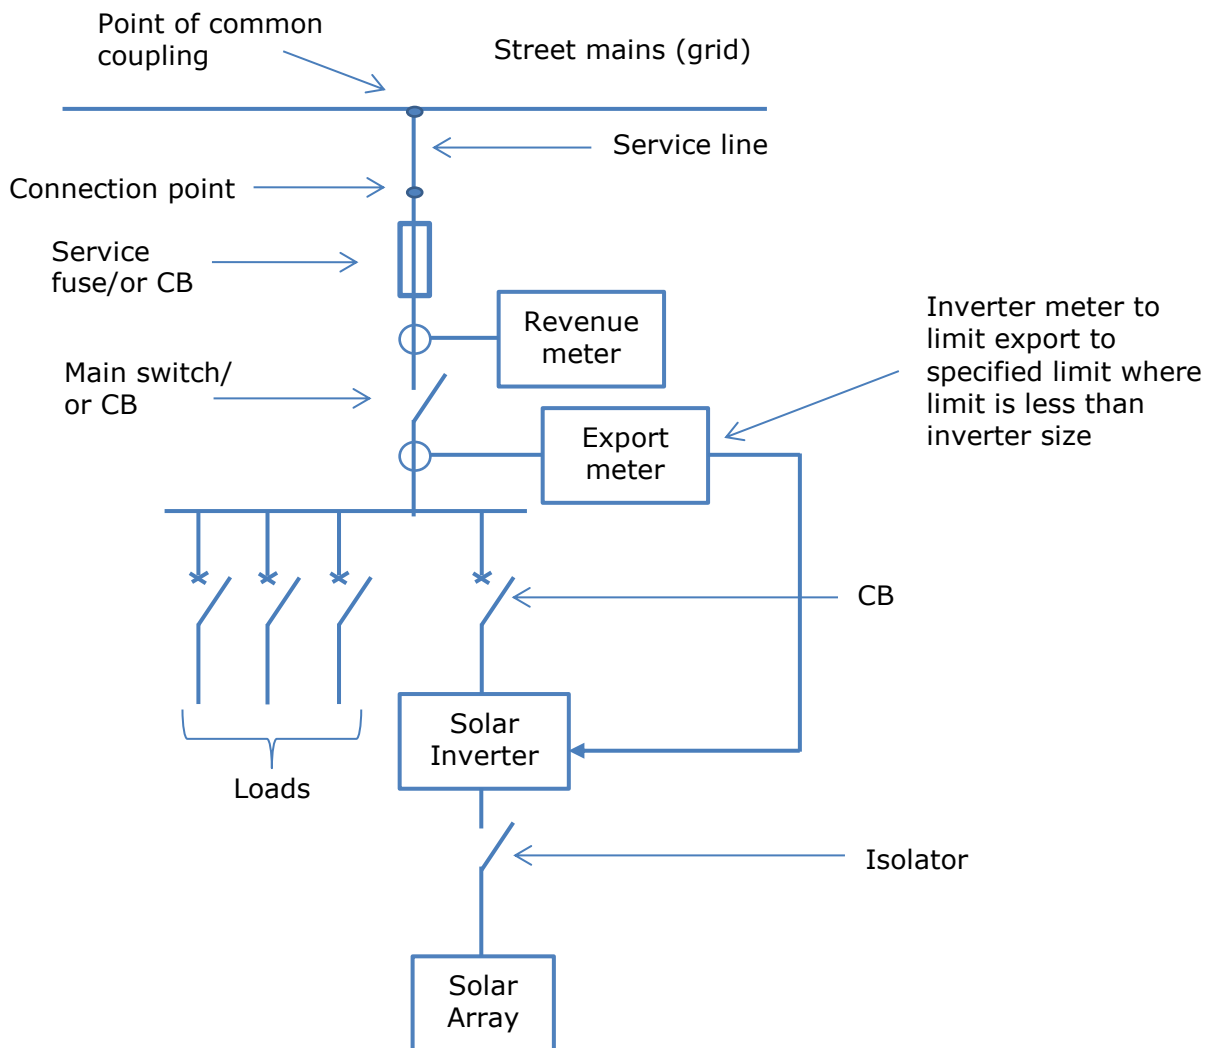 Point of common
coupling
Street mains (grid)
Service line
Connection point
Service
fuse/or CB
Revenue
meter
Inverter meter to
limit export to
specified limit where
limit is less than
inverter size
Main switch/
or CB
Export
meter
CB
Solar
Inverter
Loads
Isolator
Solar
Array